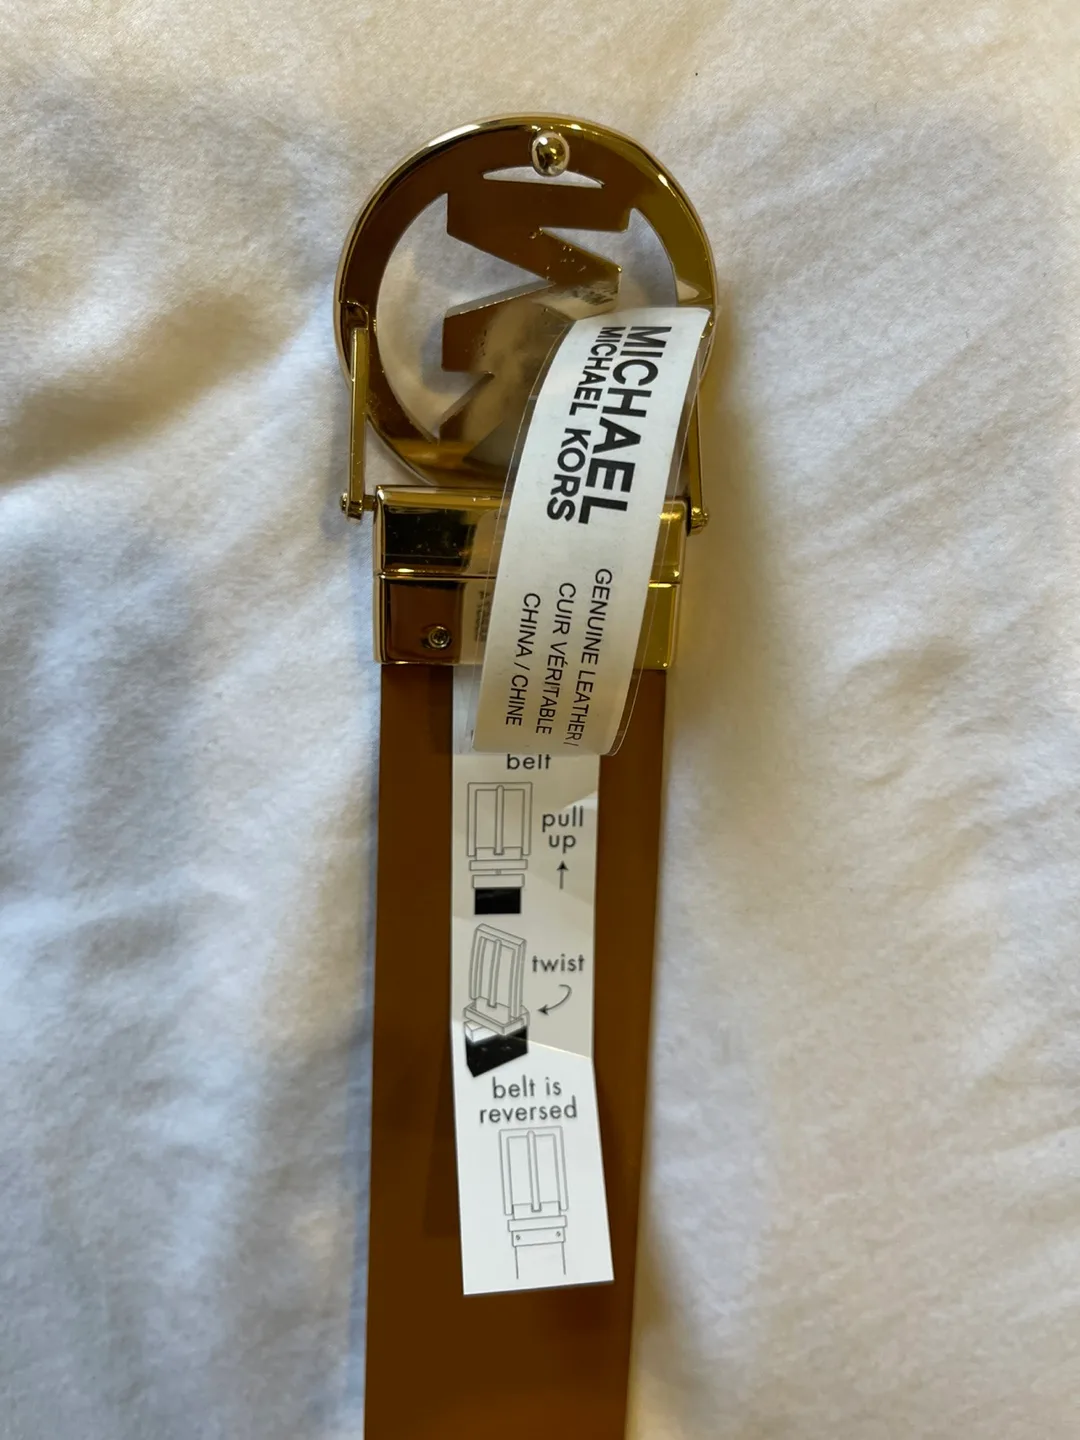 MICHAEL
MICHAEL KORS
GENUINE LEATHER /
CUIR VÉRITABLE
CHINA / CHINE
belt
pull
up
twist
belt is
reversed